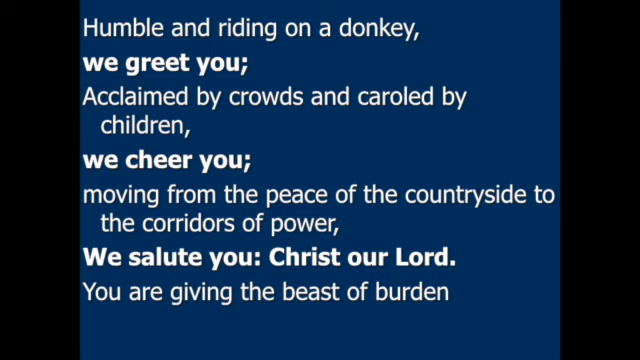 Humble and riding on a donkey,
we greet you;
Acclaimed by crowds and caroled by
children,
we cheer you;
moving from the peace of the countryside to
the corridors of power,
We salute you: Christ our Lord.
You are giving the beast of burden